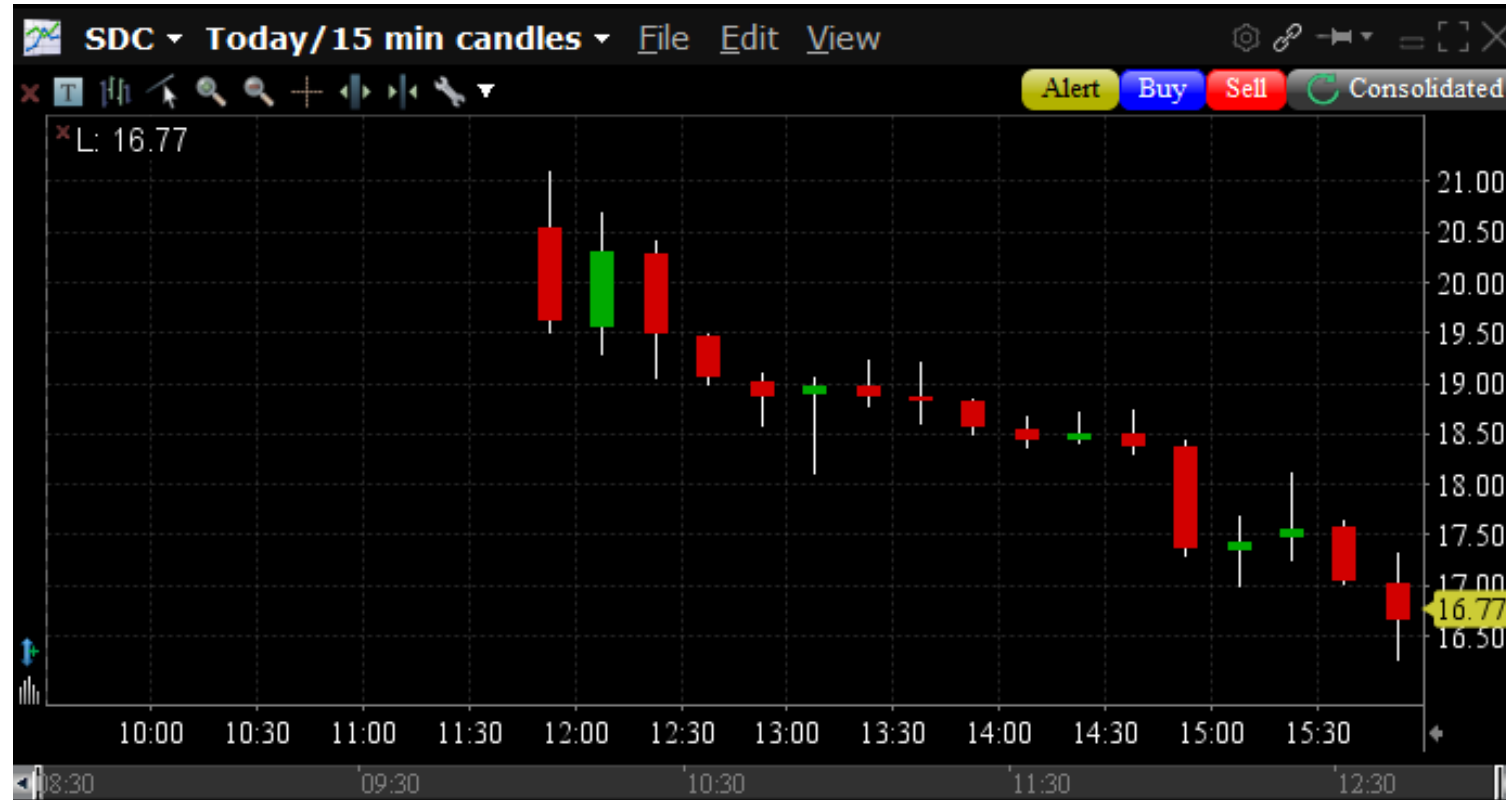 SDC Today/15 min candles File Edit View
T Alert Buy Sell Consolidated
L: 16.77
21.00
20.50
20.00
19.50
19.00
18.50
18.00
17.50
17.00
16.77
16.50
10:00 10:30 11:00 11:30 12:00 12:30 13:00 13:30 14:00 14:30 15:00 15:30
08:30 09:30 10:30 11:30 12:30